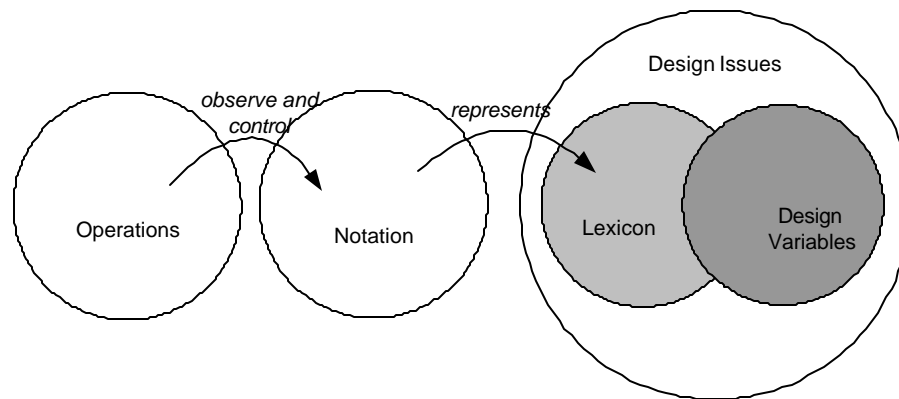 Design Issues
observe and
control
represents
Operations
Notation
Lexicon
Design
Variables